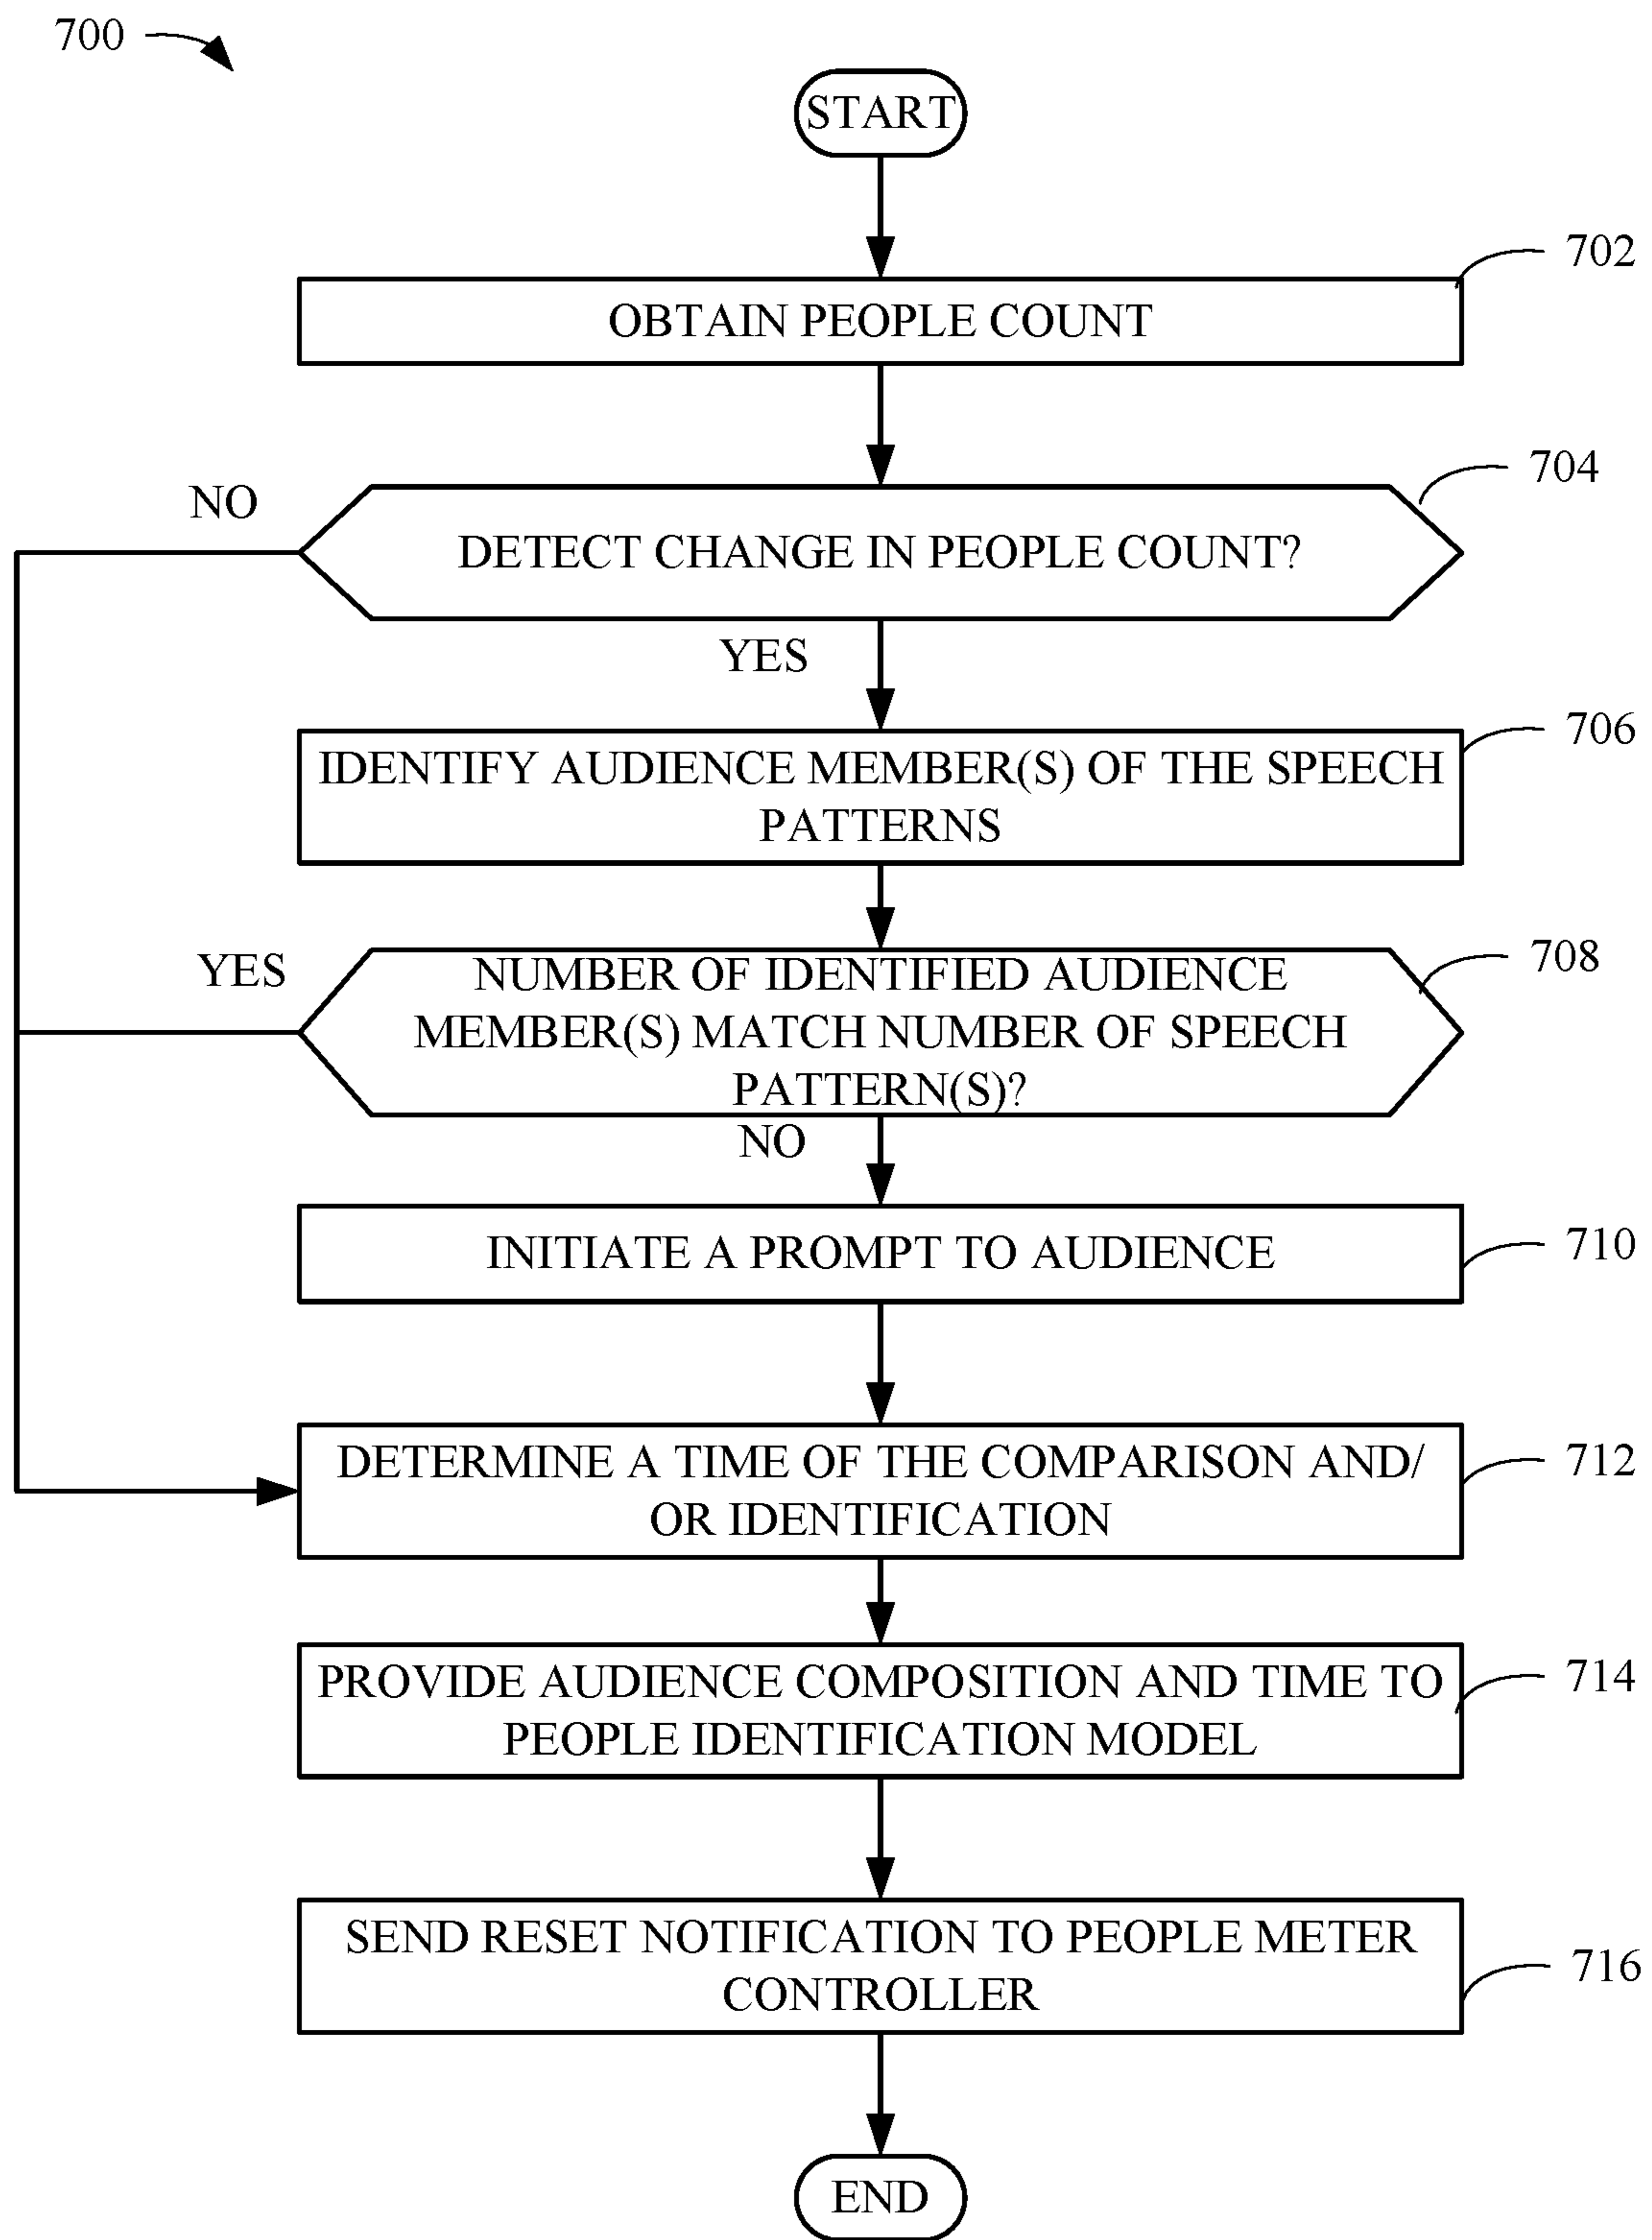 700
START
702
OBTAIN PEOPLE COUNT
704
NO
DETECT CHANGE IN PEOPLE COUNT?
YES
706
IDENTIFY AUDIENCE MEMBER(S) OF THE SPEECH
PATTERNS
708
YES
NUMBER OF IDENTIFIED AUDIENCE
MEMBER(S) MATCH NUMBER OF SPEECH
PATTERN(S)?
NO
710
INITIATE A PROMPT TO AUDIENCE
712
DETERMINE A TIME OF THE COMPARISON AND/
OR IDENTIFICATION
714
PROVIDE AUDIENCE COMPOSITION AND TIME TO
PEOPLE IDENTIFICATION MODEL
SEND RESET NOTIFICATION TO PEOPLE METER
CONTROLLER
716
END